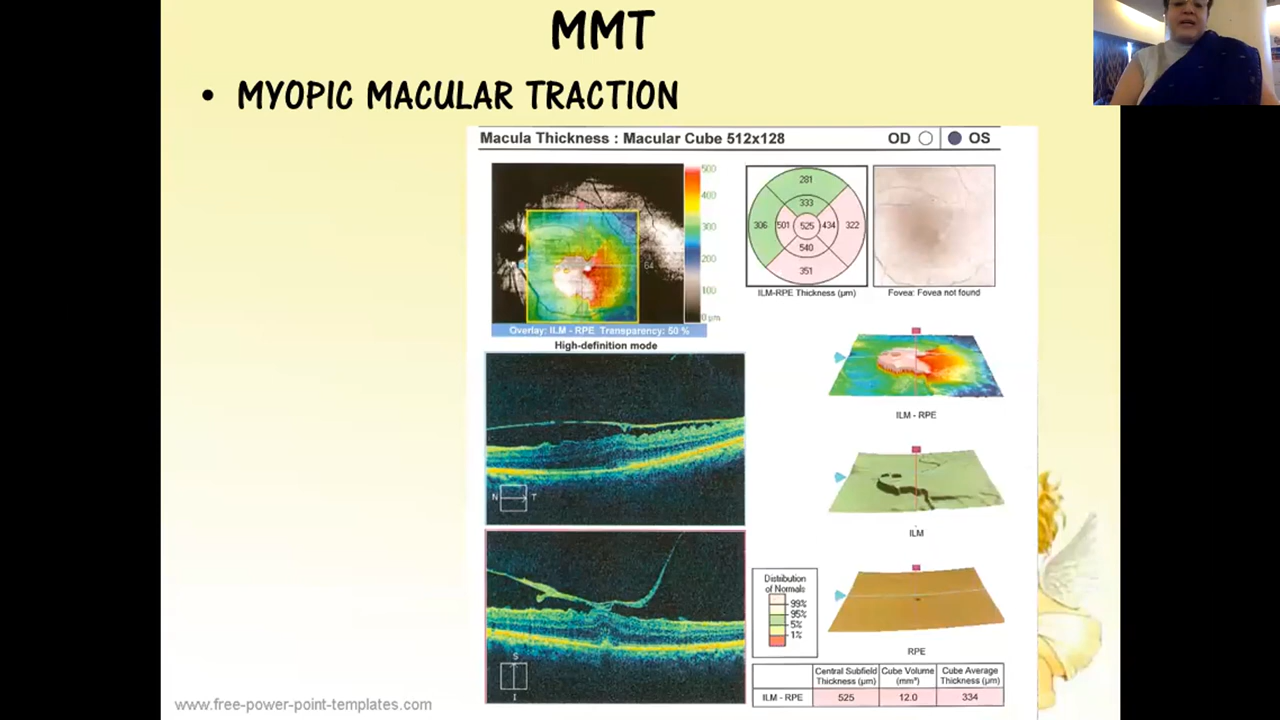 MMT
• MYOPIC MACULAR TRACTION
Macula Thickness : Macular Cube 512x128
OD
OS
500
400
300
200
100
0 µm
64
Overlay: ILM - RPE Transparency: 50 %
281
333
306
501
525
434
322
540
351
ILM-RPE Thickness (µm)
Fovea: Fovea not found
High-definition mode
N
T
S
I
ILM - RPE
ILM
RPE
Distribution
of Normals
99%
95%
5%
1%
Central Subfield Thickness (µm)
Cube Volume (mm³)
Cube Average Thickness (µm)
ILM - RPE
525
12.0
334
www.free-power-point-templates.com